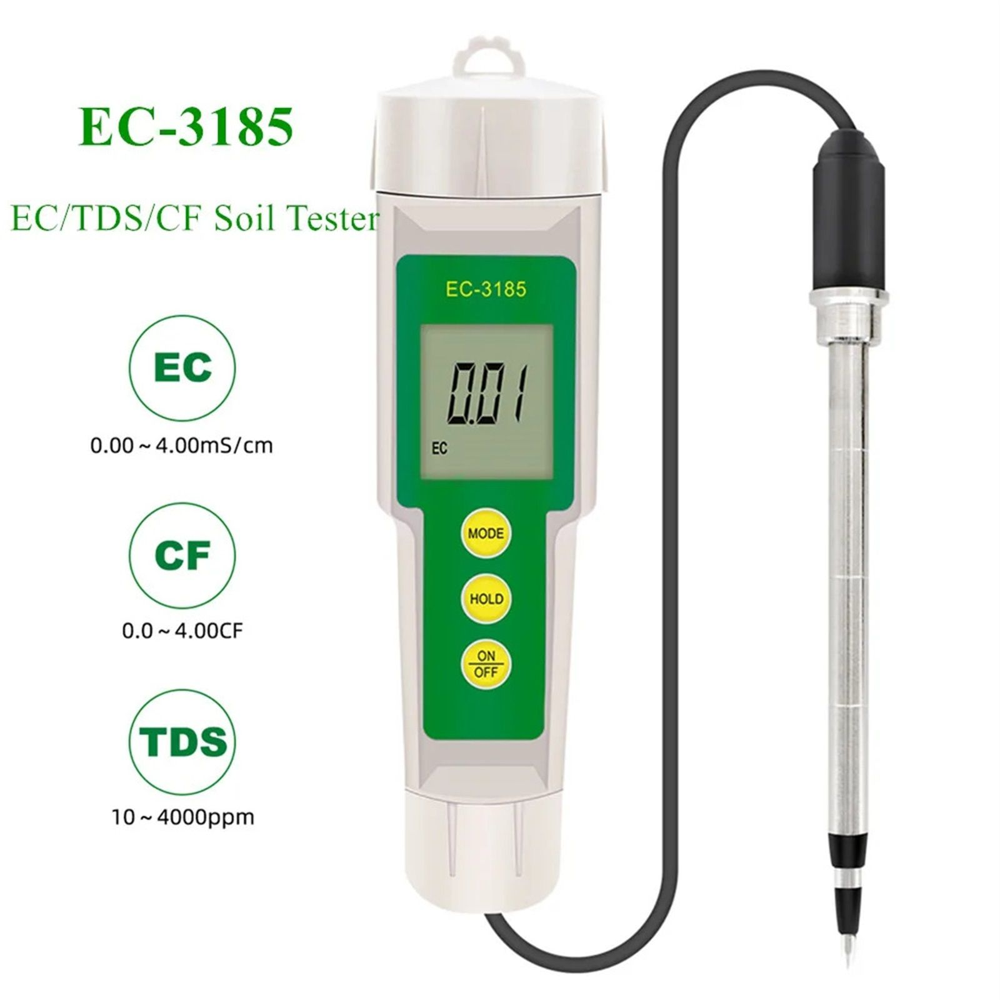 EC-3185
EC/TDS/CF Soil Tester
EC
0.00~4.00mS/cm
CF
0.0~4.00CF
TDS
10~4000ppm
EC-3185
0.01
EC
MODE
HOLD
ON
OFF